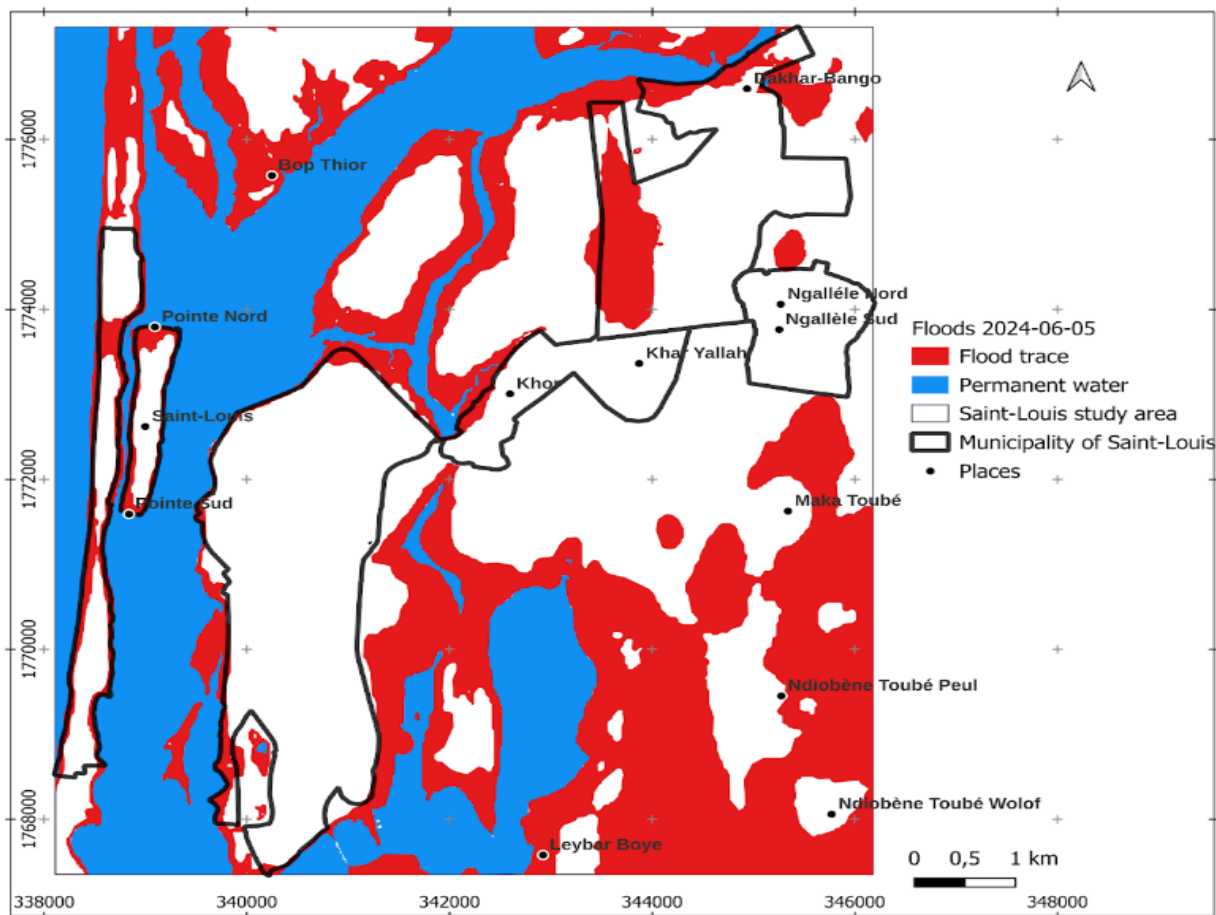 Dakhar-Bango
Bop Thior
Ngalléle Nord
Pointe Nord
Ngallèle Sud
Khar Yallah
Khor
Saint-Louis
Pointe Sud
Maka Toubé
Ndiobène Toubé Peul
Ndiobène Toubé Wolof
Leybar Boye
Floods 2024-06-05
Flood trace
Permanent water
Saint-Louis study area
Municipality of Saint-Louis
Places
0 0,5 1 km
1776000
1774000
1772000
1770000
1768000
338000 340000 342000 344000 346000 348000